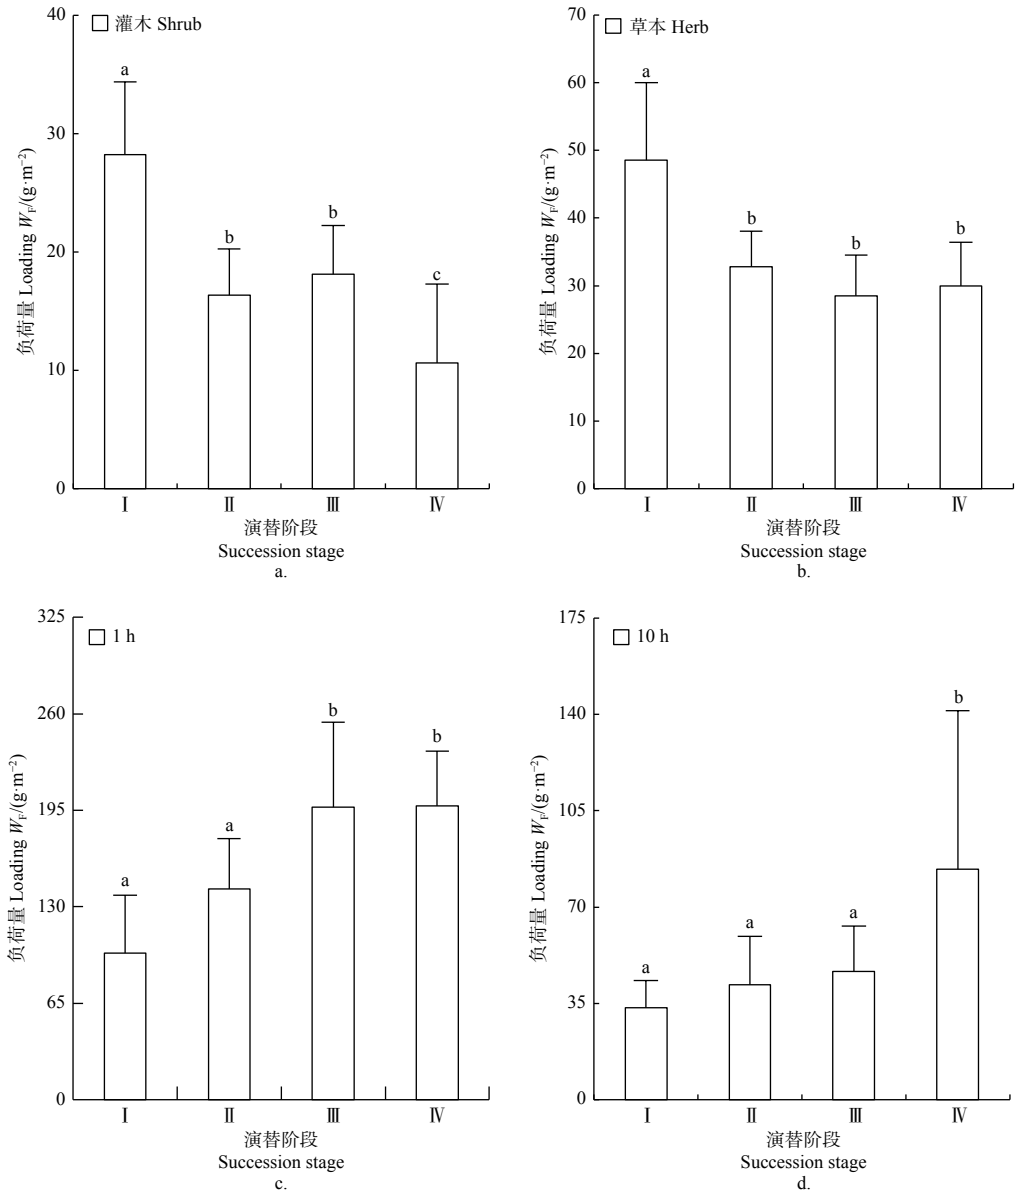 40
灌木 Shrub
a
30
b
b
20
c
10
0
负荷量 Loading W_F/(g·m⁻²)
Ⅰ Ⅱ Ⅲ Ⅳ
演替阶段
Succession stage
a.
70
草本 Herb
a
60
50
b
b
b
40
30
20
10
0
负荷量 Loading W_F/(g·m⁻²)
Ⅰ Ⅱ Ⅲ Ⅳ
演替阶段
Succession stage
b.
325
1 h
260
b
b
195
a
a
130
65
0
负荷量 Loading W_F/(g·m⁻²)
Ⅰ Ⅱ Ⅲ Ⅳ
演替阶段
Succession stage
c.
175
10 h
140
b
105
70
a
a
a
35
0
负荷量 Loading W_F/(g·m⁻²)
Ⅰ Ⅱ Ⅲ Ⅳ
演替阶段
Succession stage
d.